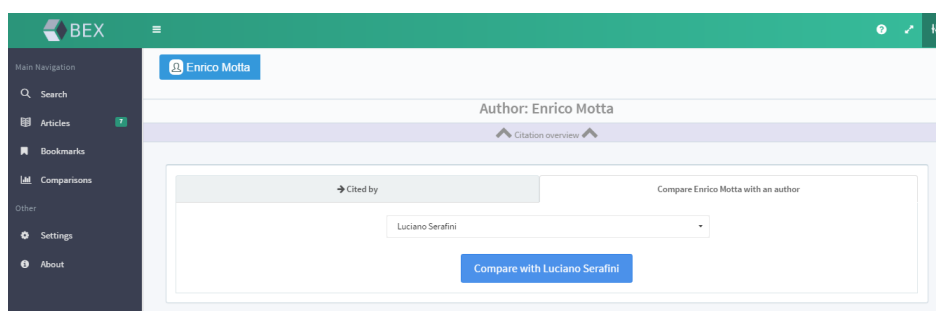 BEX
Main Navigation
Search
Articles 7
Bookmarks
Comparisons
Other
Settings
About
Enrico Motta
Author: Enrico Motta
Citation overview
Cited by
Compare Enrico Motta with an author
Luciano Serafini
Compare with Luciano Serafini